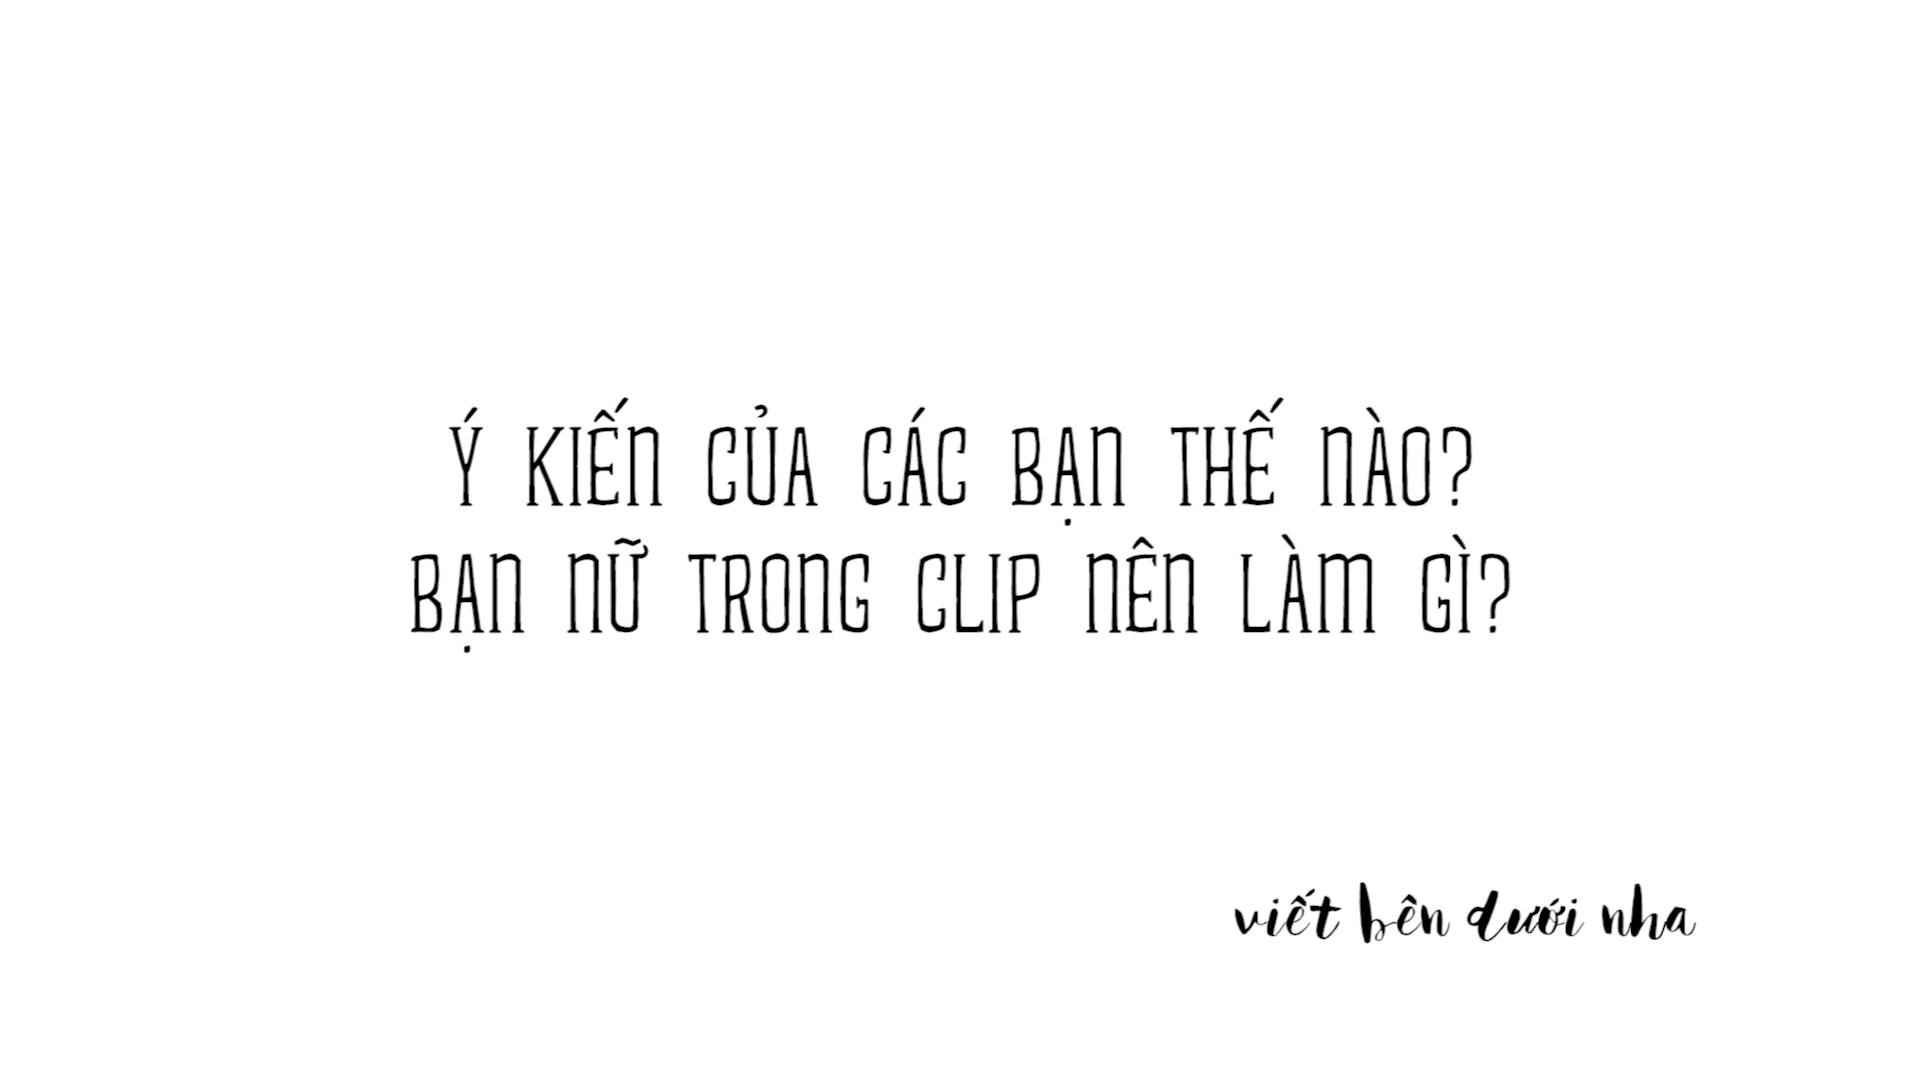 Ý KIẾN CỦA CÁC BẠN THẾ NÀO?
BẠN NỮ TRONG CLIP NÊN LÀM GÌ?
viết bên dưới nha